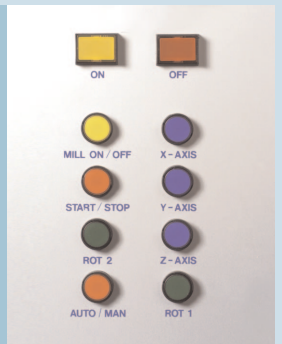 ON OFF
MILL ON / OFF X - AXIS
START / STOP Y - AXIS
ROT 2 Z - AXIS
AUTO / MAN ROT 1